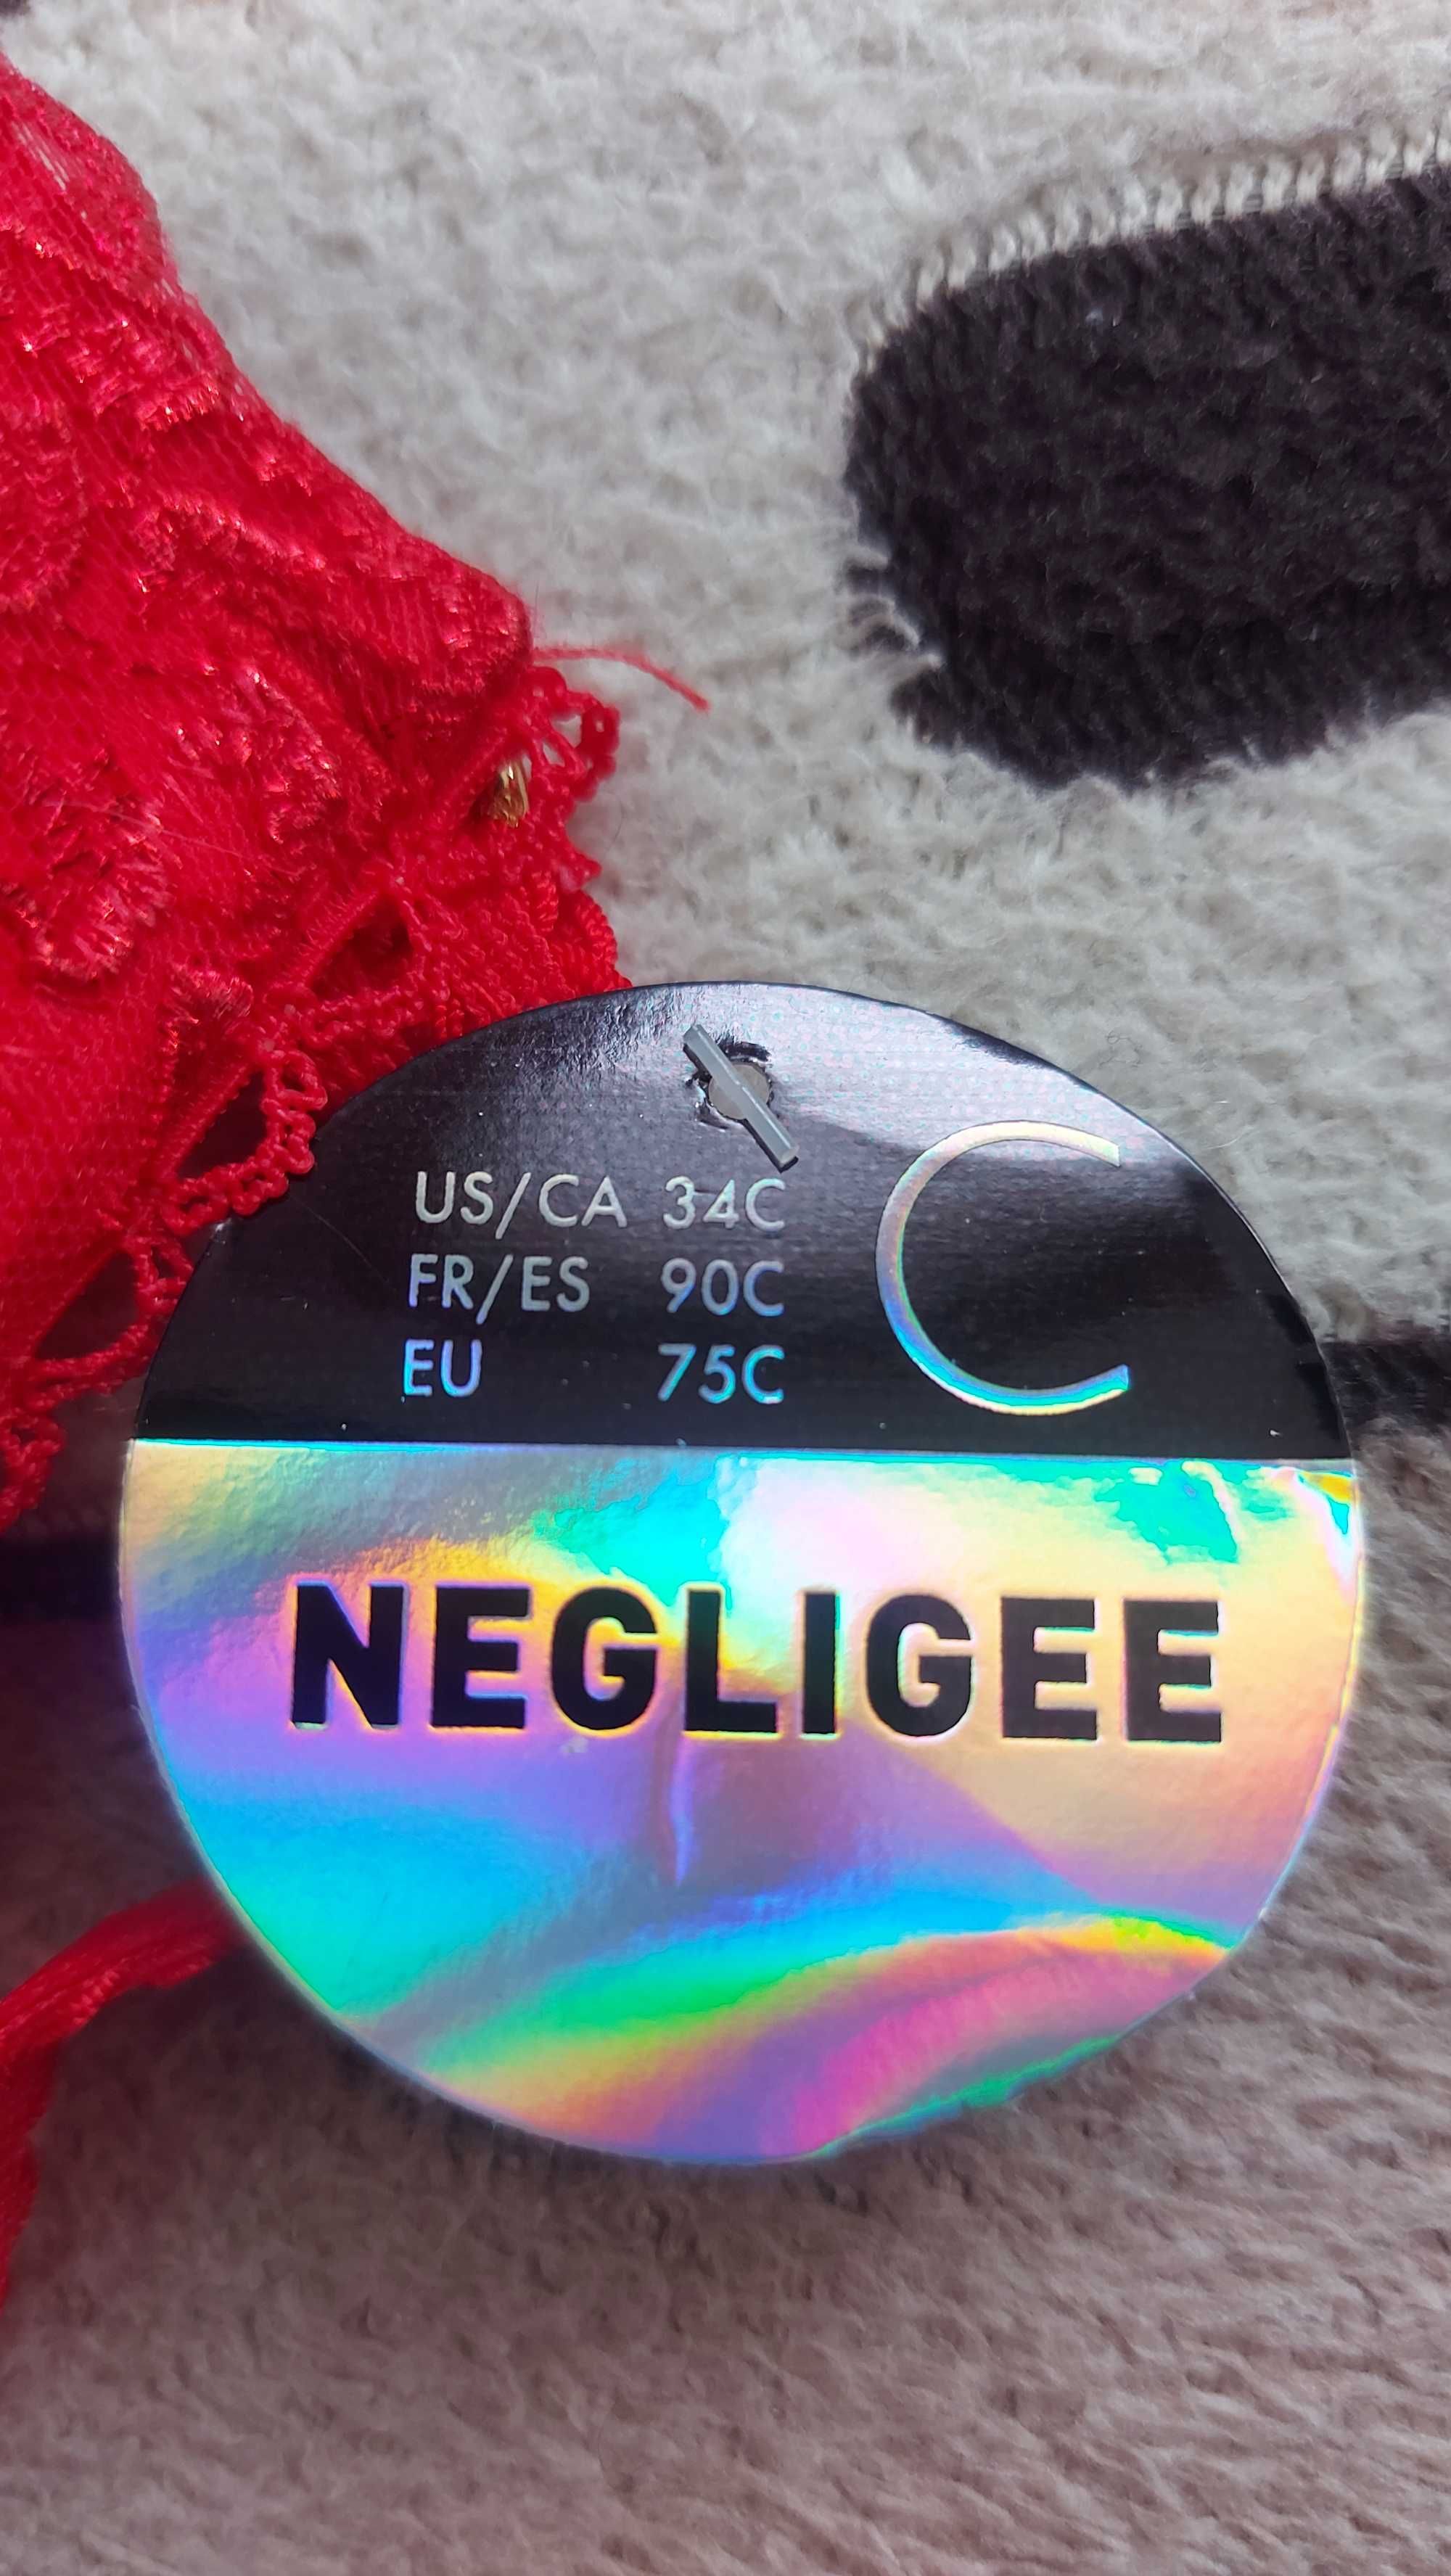 US/CA 34C
FR/ES 90C
EU 75C
C
NEGLIGEE